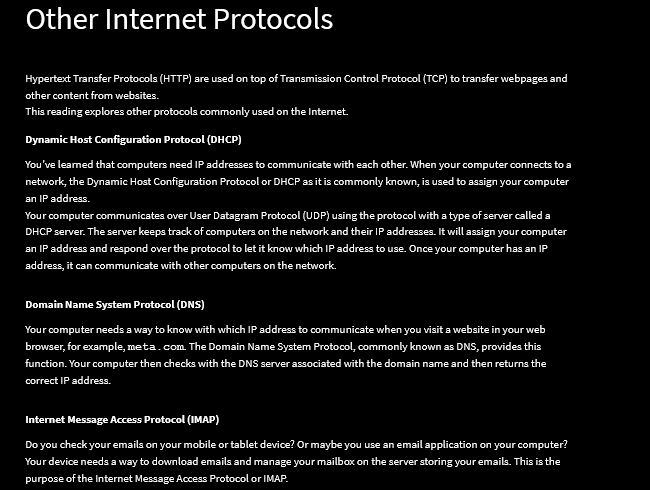 Other Internet Protocols
Hypertext Transfer Protocols (HTTP) are used on top of Transmission Control Protocol (TCP) to transfer webpages and
other content from websites.
This reading explores other protocols commonly used on the Internet.
Dynamic Host Configuration Protocol (DHCP)
You've learned that computers need IP addresses to communicate with each other. When your computer connects to a
network, the Dynamic Host Configuration Protocol or DHCP as it is commonly known, is used to assign your computer
an IP address.
Your computer communicates over User Datagram Protocol (UDP) using the protocol with a type of server called a
DHCP server. The server keeps track of computers on the network and their IP addresses. It will assign your computer
an IP address and respond over the protocol to let it know which IP address to use. Once your computer has an IP
address, it can communicate with other computers on the network.
Domain Name System Protocol (DNS)
Your computer needs a way to know with which IP address to communicate when you visit a website in your web
browser, for example, meta.com. The Domain Name System Protocol, commonly known as DNS, provides this
function. Your computer then checks with the DNS server associated with the domain name and then returns the
correct IP address.
Internet Message Access Protocol (IMAP)
Do you check your emails on your mobile or tablet device? Or maybe you use an email application on your computer?
Your device needs a way to download emails and manage your mailbox on the server storing your emails. This is the
purpose of the Internet Message Access Protocol or IMAP.